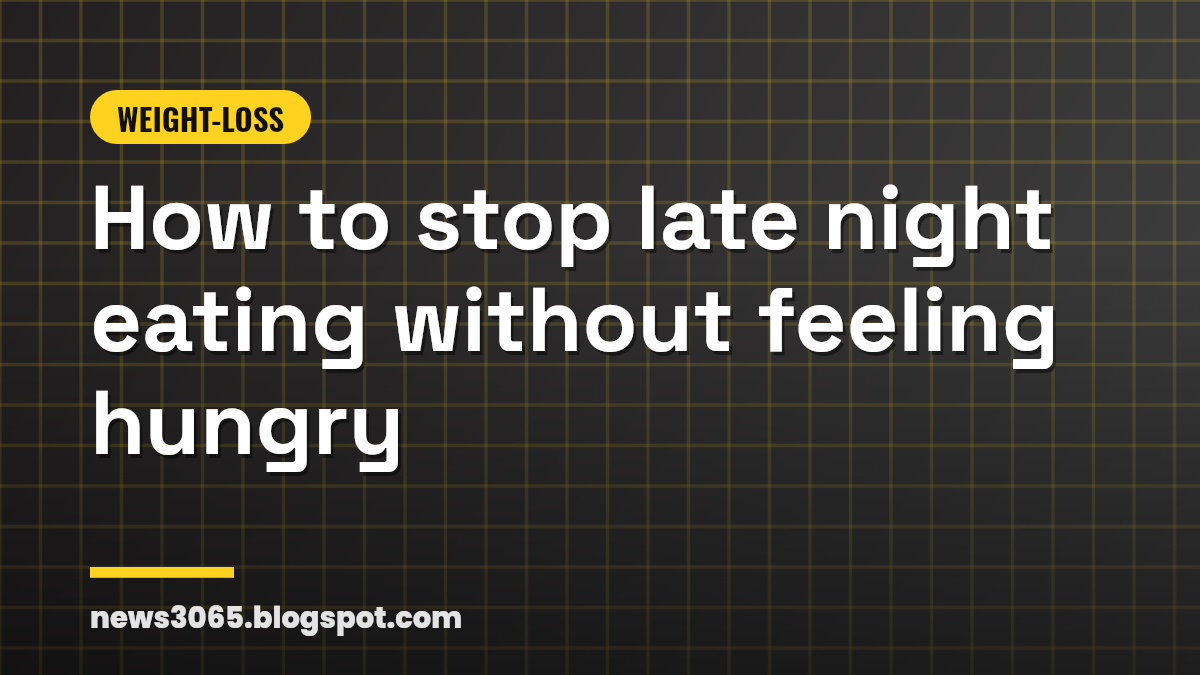 WEIGHT-LOSS
How to stop late night
eating without feeling
hungry
news3065.blogspot.com